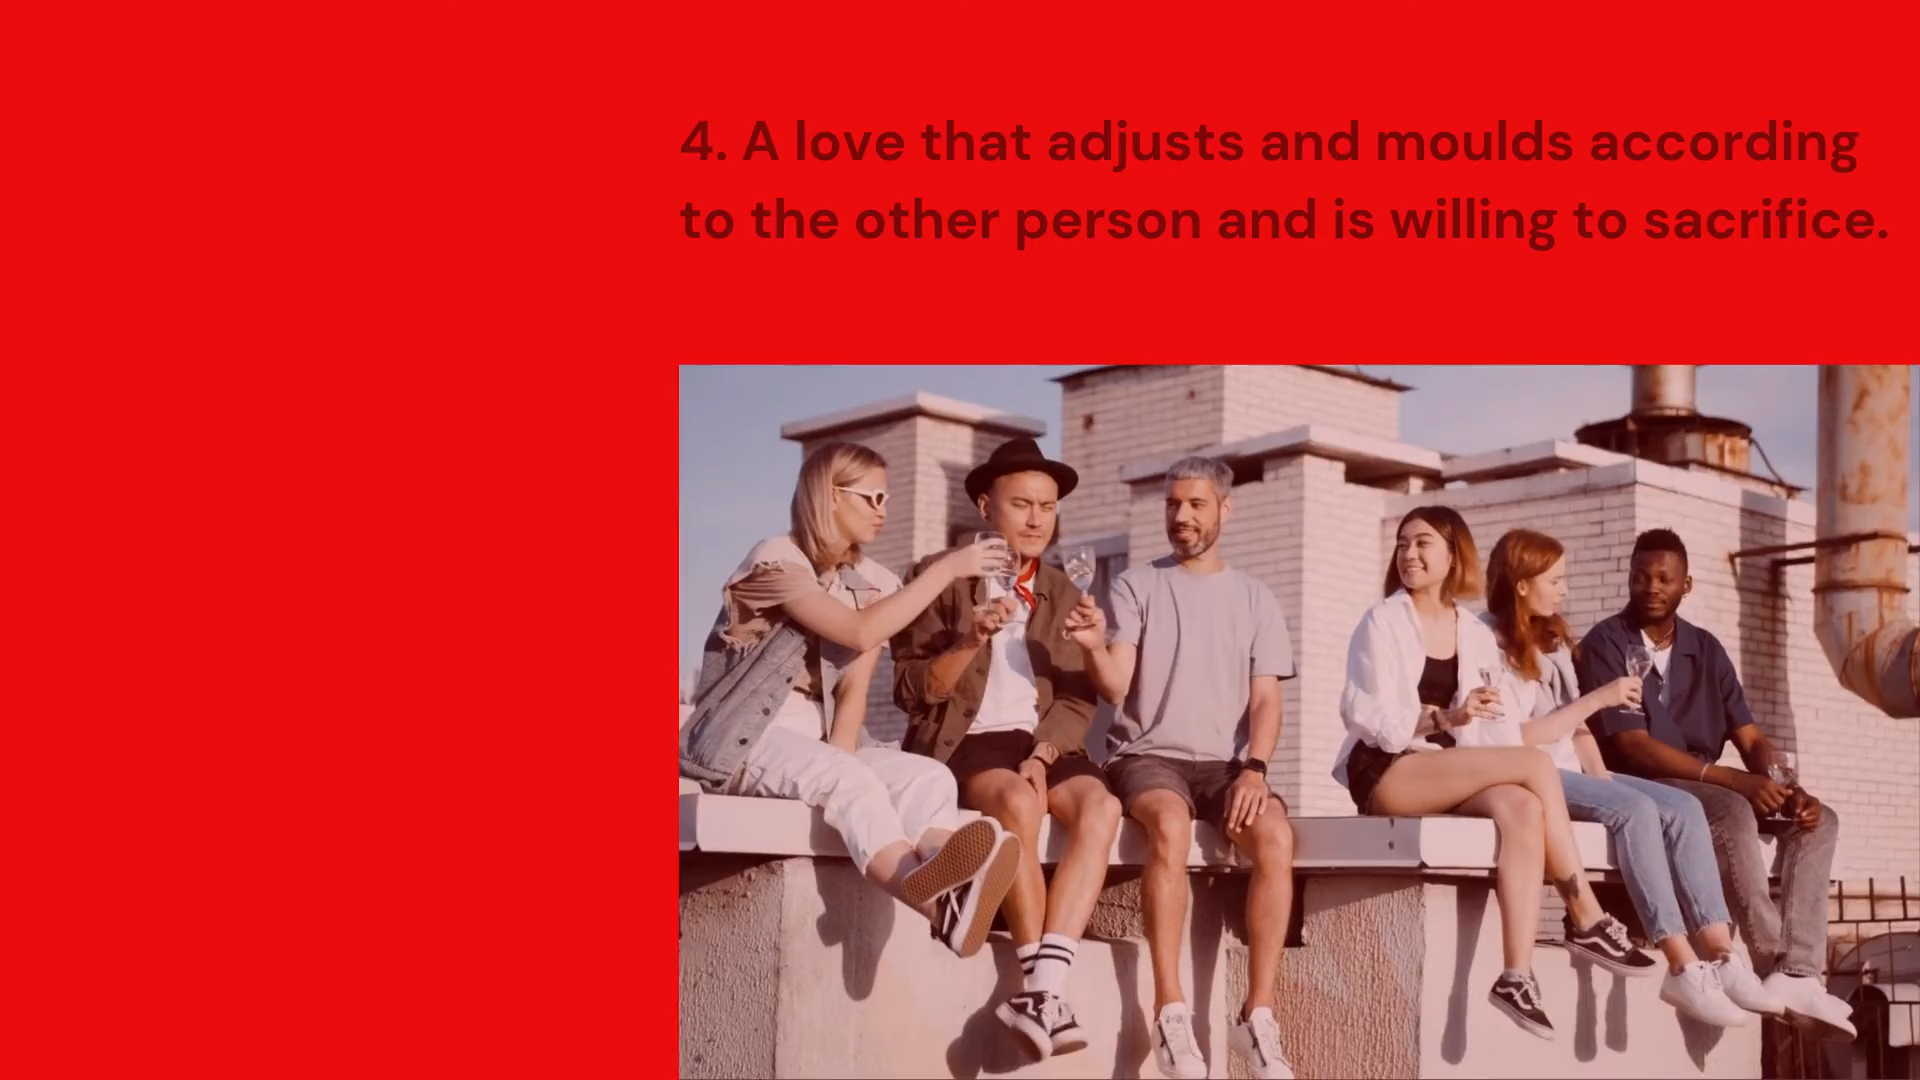 4. A love that adjusts and moulds according
to the other person and is willing to sacrifice.